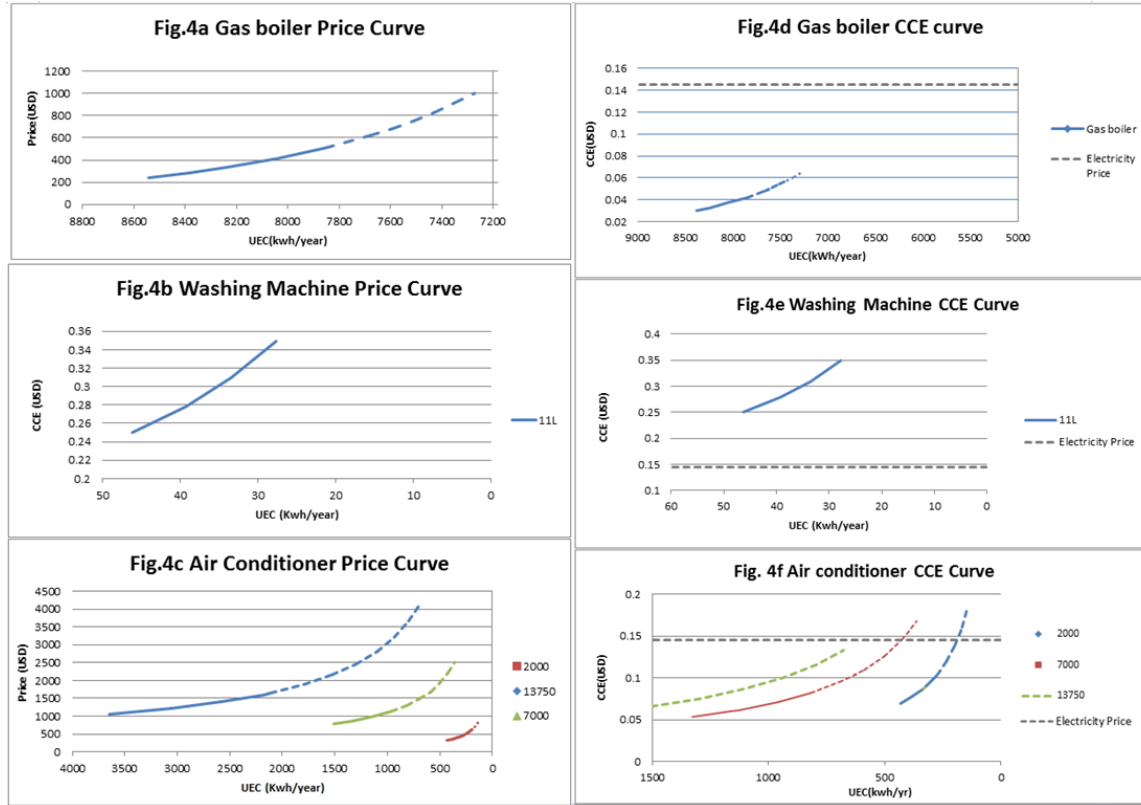 Fig.4a Gas boiler Price Curve
Price(USD)
1200
1000
800
600
400
200
0
8800 8600 8400 8200 8000 7800 7600 7400 7200
UEC(kwh/year)
Fig.4d Gas boiler CCE curve
CCE(USD)
0.16
0.14
0.12
0.1
0.08
0.06
0.04
0.02
9000 8500 8000 7500 7000 6500 6000 5500 5000
UEC(kWh/year)
Gas boiler
Electricity
Price
Fig.4b Washing Machine Price Curve
CCE (USD)
0.36
0.34
0.32
0.3
0.28
0.26
0.24
0.22
0.2
50 40 30 20 10 0
UEC (Kwh/year)
11L
Fig.4e Washing Machine CCE Curve
CCE (USD)
0.4
0.35
0.3
0.25
0.2
0.15
0.1
60 50 40 30 20 10 0
UEC (Kwh/year)
11L
Electricity Price
Fig.4c Air Conditioner Price Curve
Price (USD)
4500
4000
3500
3000
2500
2000
1500
1000
500
0
4000 3500 3000 2500 2000 1500 1000 500 0
UEC (Kwh/year)
2000
13750
7000
Fig. 4f Air conditioner CCE Curve
CCE(USD)
0.2
0.15
0.1
0.05
0
1500 1000 500 0
UEC(kwh/yr)
2000
7000
13750
Electricity Price